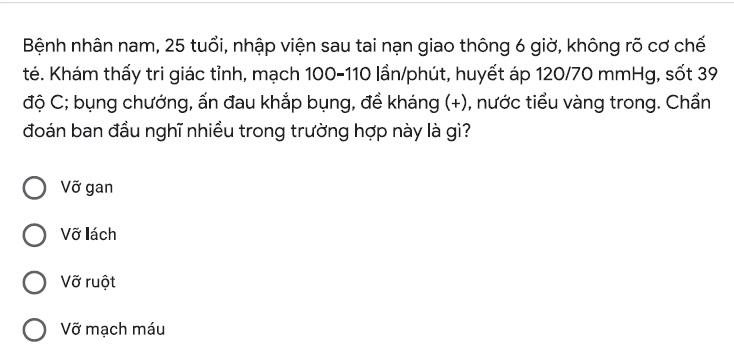 Bệnh nhân nam, 25 tuổi, nhập viện sau tai nạn giao thông 6 giờ, không rõ cơ chế
té. Khám thấy tri giác tỉnh, mạch 100-110 lần/phút, huyết áp 120/70 mmHg, sốt 39
độ C; bụng chướng, ấn đau khắp bụng, đề kháng (+), nước tiểu vàng trong. Chẩn
đoán ban đầu nghĩ nhiều trong trường hợp này là gì?
Vỡ gan
Vỡ lách
Vỡ ruột
Vỡ mạch máu